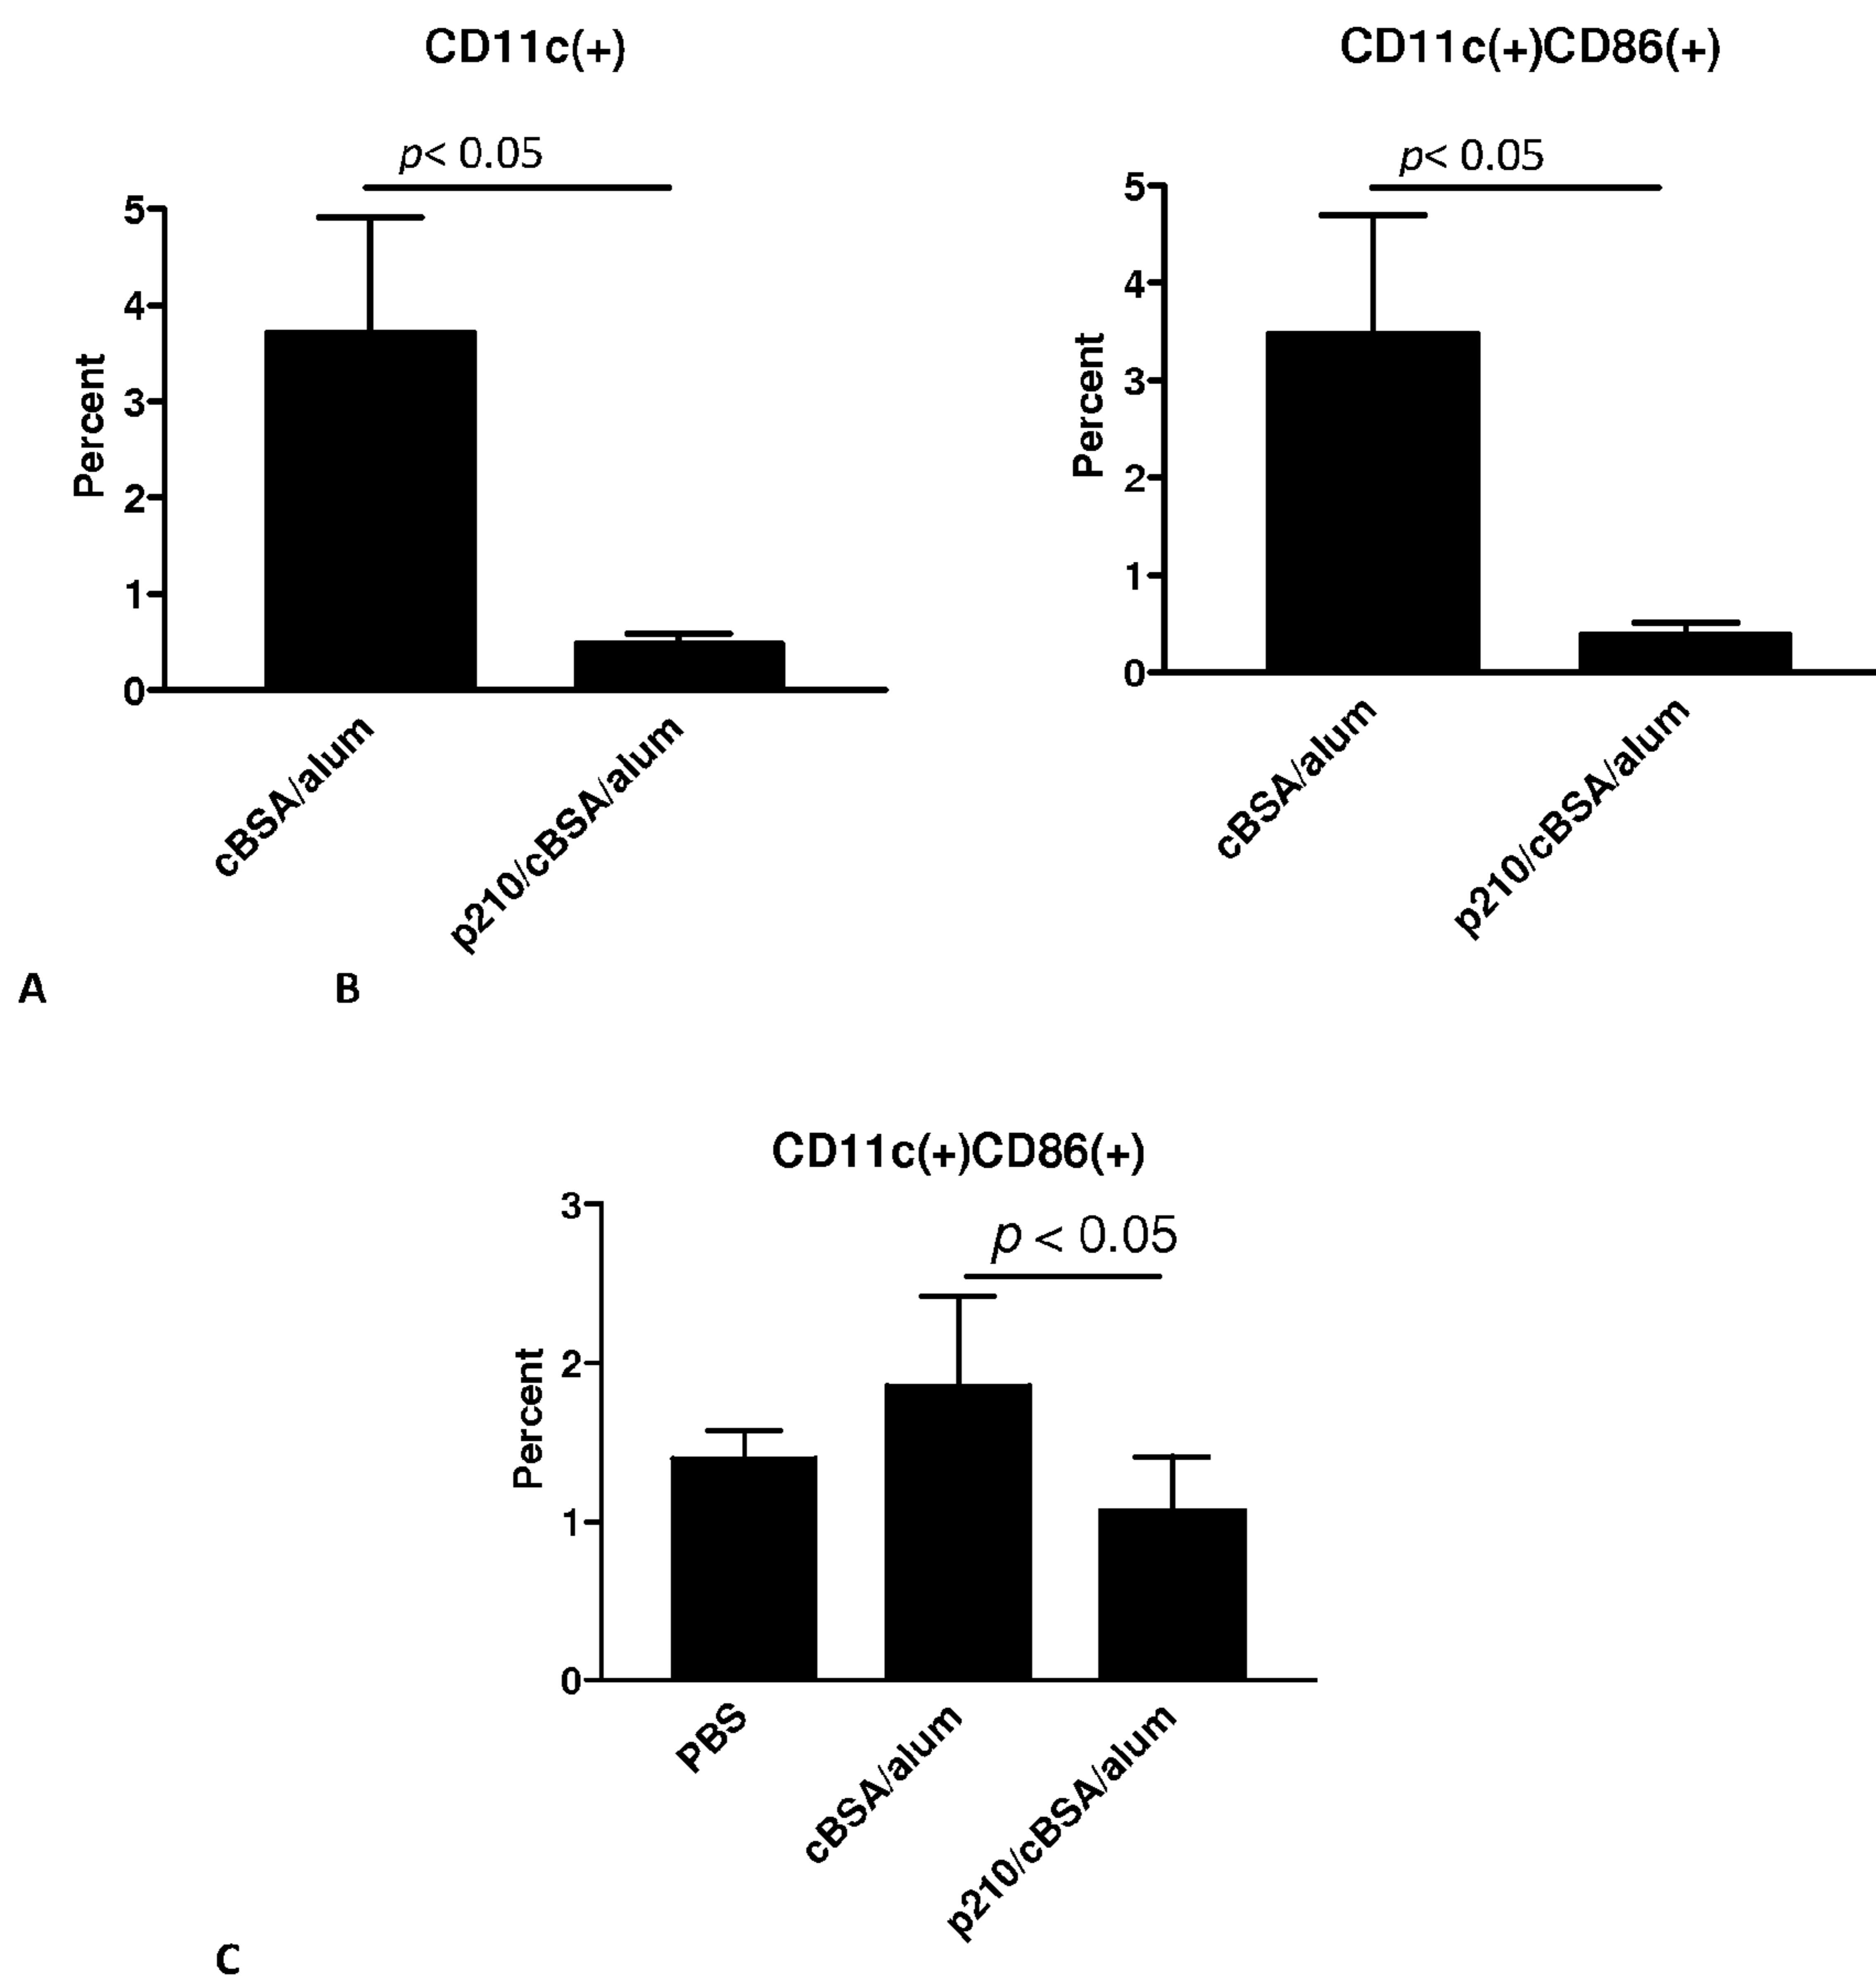 CD11c(+)
p< 0.05
5
4
3
2
1
0
Percent
cBSA/alum
p210/cBSA/alum
A
CD11c(+)CD86(+)
p< 0.05
5
4
3
2
1
0
Percent
cBSA/alum
p210/cBSA/alum
B
CD11c(+)CD86(+)
p < 0.05
3
2
1
0
Percent
PBS
cBSA/alum
p210/cBSA/alum
C